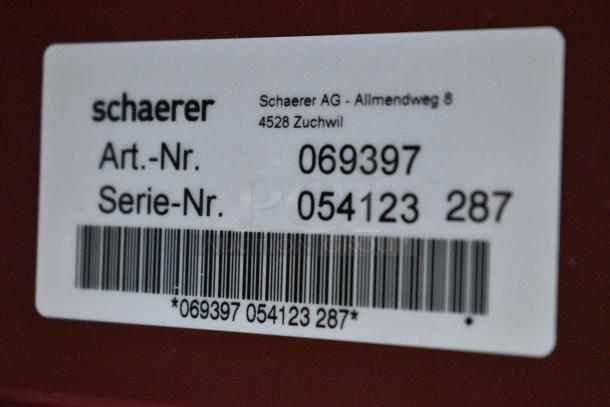 schaerer
Schaerer AG - Allmendweg 8
4528 Zuchwil
Art.-Nr. 069397
Serie-Nr. 054123 287
*069397 054123 287*